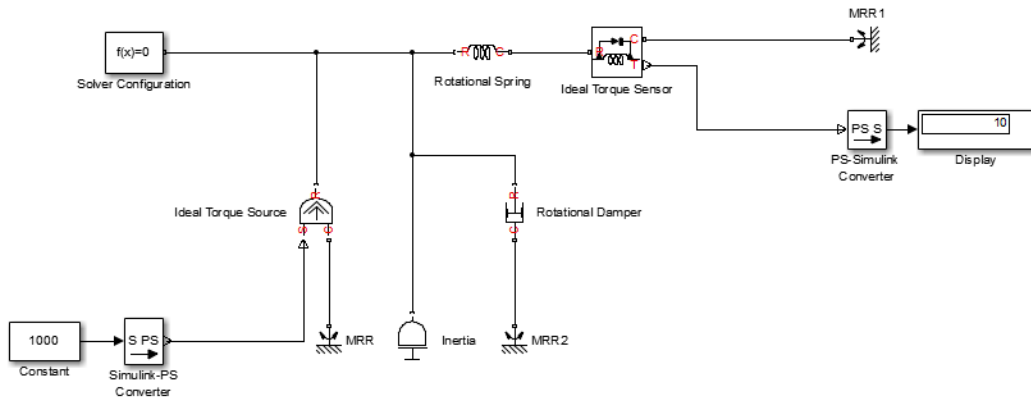 MRR1
f(x)=0
R
C
R
C
T
Solver Configuration
Rotational Spring
Ideal Torque Sensor
10
PS S
PS-Simulink
Converter
Display
R
Ideal Torque Source
S
C
R
Rotational Damper
C
1000
S PS
MRR
Inertia
MRR2
Constant
Simulink-PS
Converter